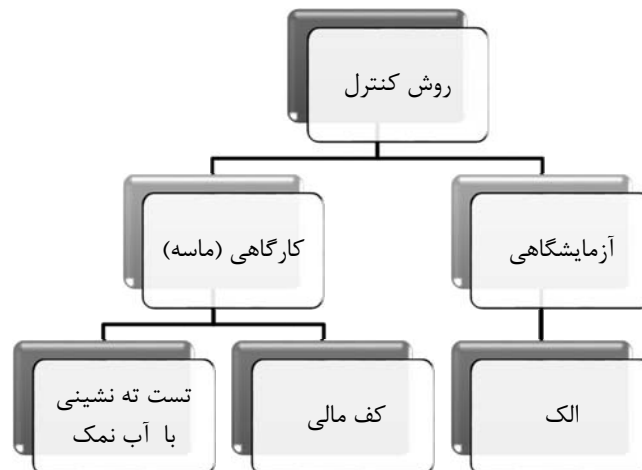 روش کنترل
آزمایشگاهی
کارگاهی (ماسه)
الک
کف مالی
تست ته نشینی
با آب نمک